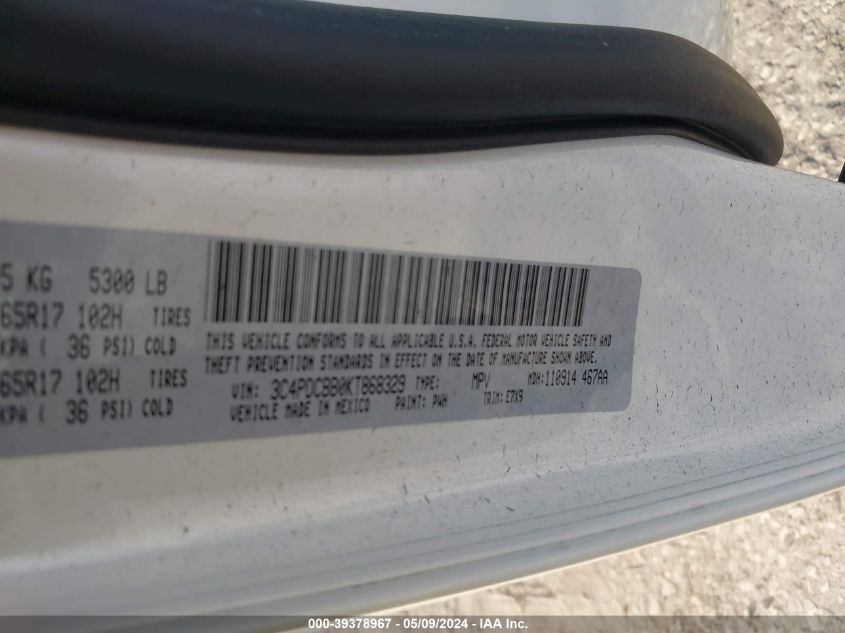 5 KG 5300 LB
65R17 102H TIRES
KPA ( 36 PSI) COLD
65R17 102H TIRES
KPA ( 36 PSI) COLD
THIS VEHICLE CONFORMS TO ALL APPLICABLE U.S.A. FEDERAL MOTOR VEHICLE SAFETY AND
THEFT PREVENTION STANDARDS IN EFFECT ON THE DATE OF MANUFACTURE SHOWN ABOVE.
VIN: 3C4PDCBB0KT868329 TYPE: MPV MDH:110914 467AA
VEHICLE MADE IN MEXICO PAINT: PWH TRIM: E7X9
000-39378967 - 05/09/2024 - IAA Inc.